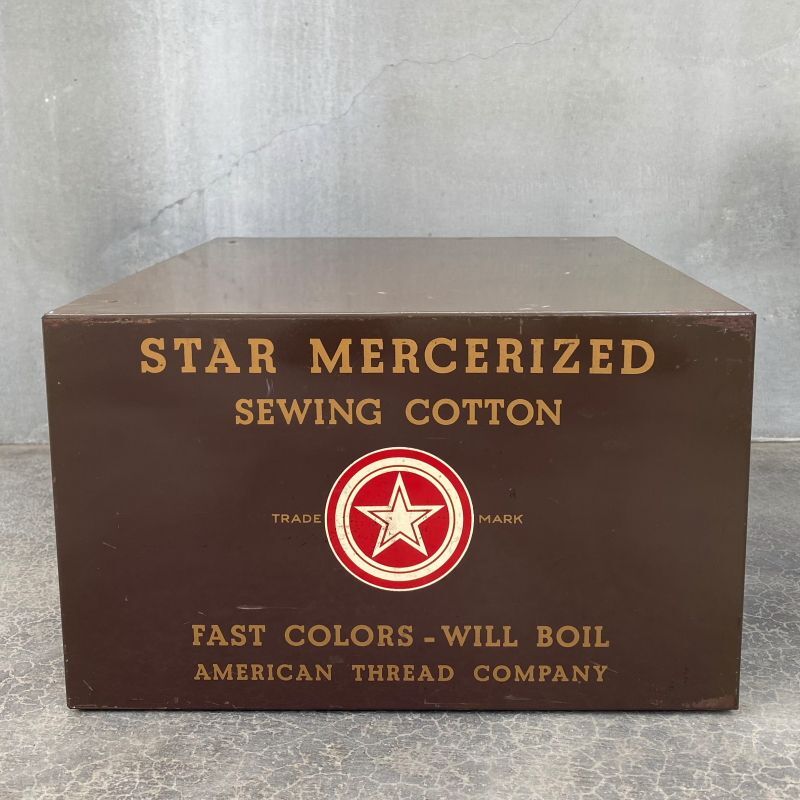 STAR MERCERIZED
SEWING COTTON
TRADE MARK
FAST COLORS - WILL BOIL
AMERICAN THREAD COMPANY